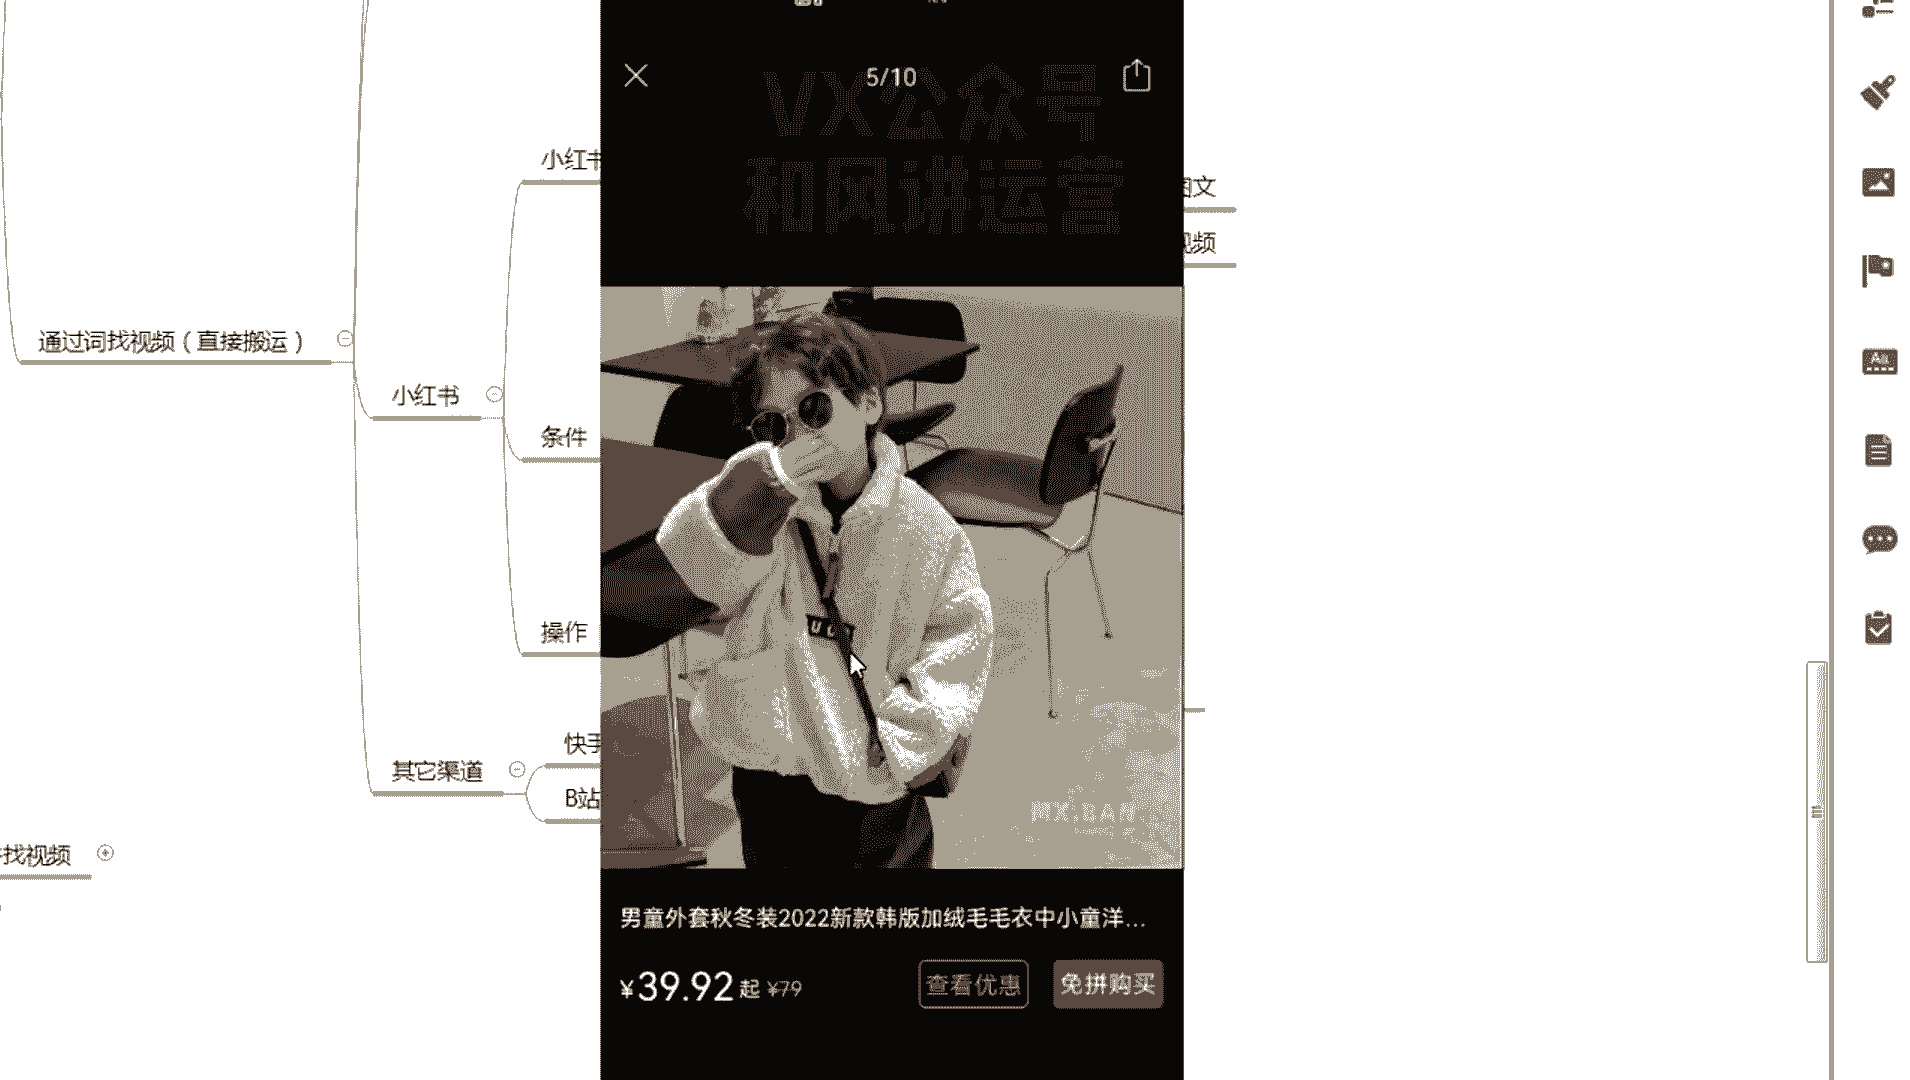 5/10
VX公众号
和风讲运营
小红书
图文
视频
通过词找视频（直接搬运）
小红书
条件
操作
快手
其它渠道
B站
找视频
MXIBAN
男童外套秋冬装2022新款韩版加绒毛毛衣中小童洋...
¥39.92起 ¥79
查看优惠
免拼购买